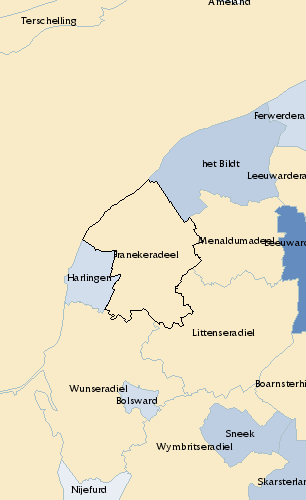 Ameland
Terschelling
Ferwerdera
het Bildt
Leeuwardera
Menaldumadeel
Leeuward
Franekeradeel
Harlingen
Littenseradiel
Wunseradiel
Boarnsterhi
Bolsward
Sneek
Wymbritseradiel
Skarsterlan
Nijefurd